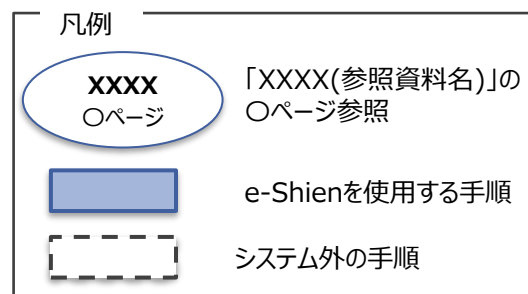 凡例
XXXX
〇ページ
「XXXX(参照資料名)」の
〇ページ参照
e-Shienを使用する手順
システム外の手順